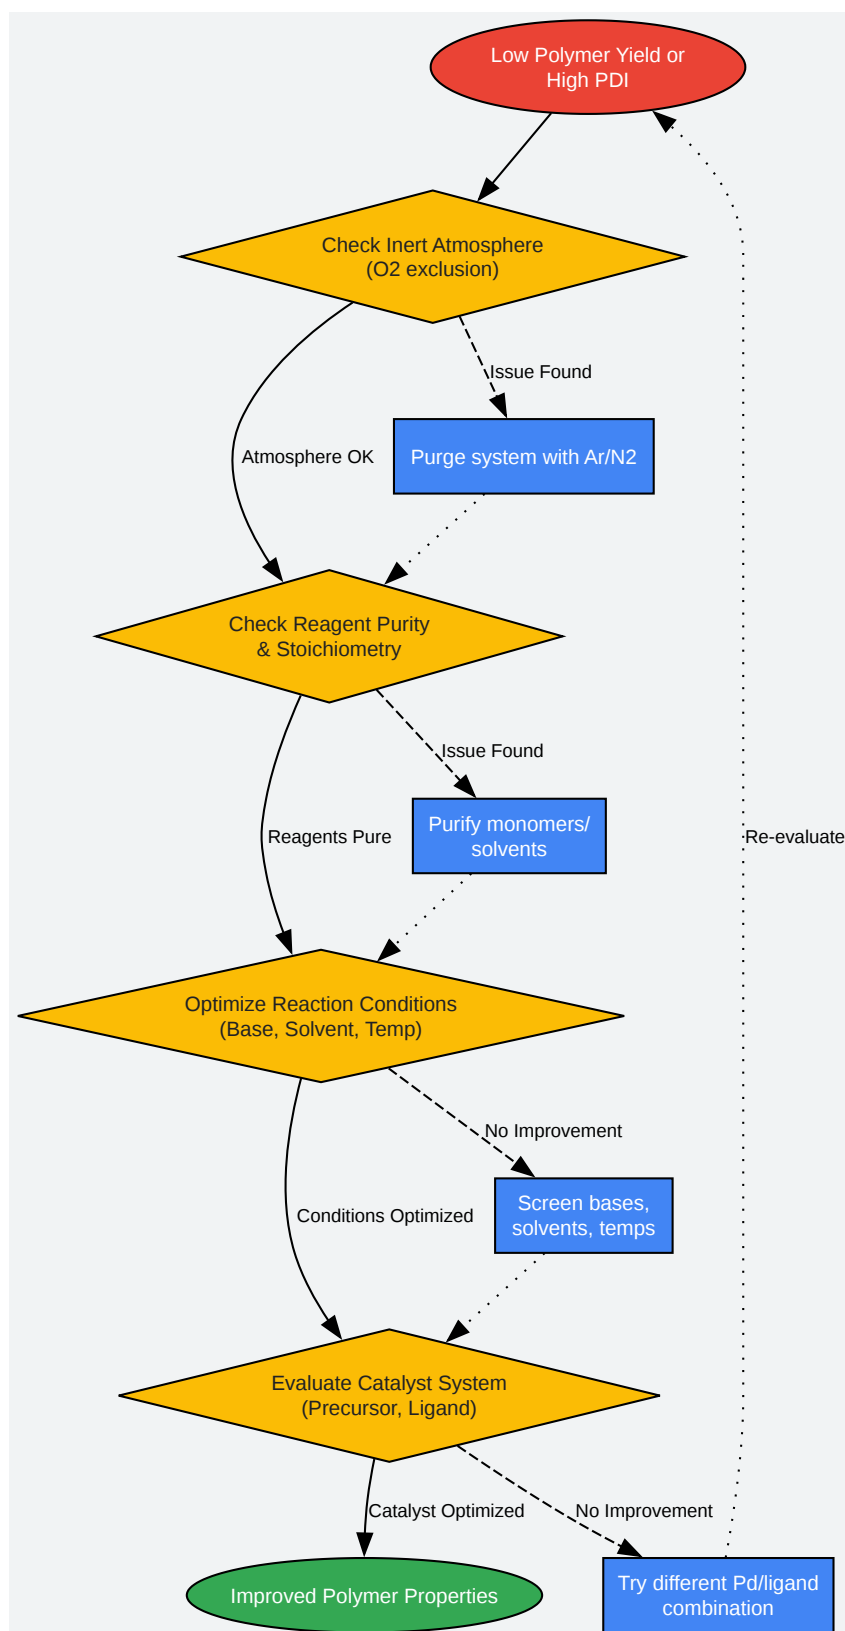 Low Polymer Yield or
High PDI
Check Inert Atmosphere
(O2 exclusion)
Issue Found
Atmosphere OK
Purge system with Ar/N2
Check Reagent Purity
& Stoichiometry
Issue Found
Reagents Pure
Purify monomers/
solvents
Re-evaluate
Optimize Reaction Conditions
(Base, Solvent, Temp)
No Improvement
Conditions Optimized
Screen bases,
solvents, temps
Evaluate Catalyst System
(Precursor, Ligand)
Catalyst Optimized
No Improvement
Improved Polymer Properties
Try different Pd/ligand
combination